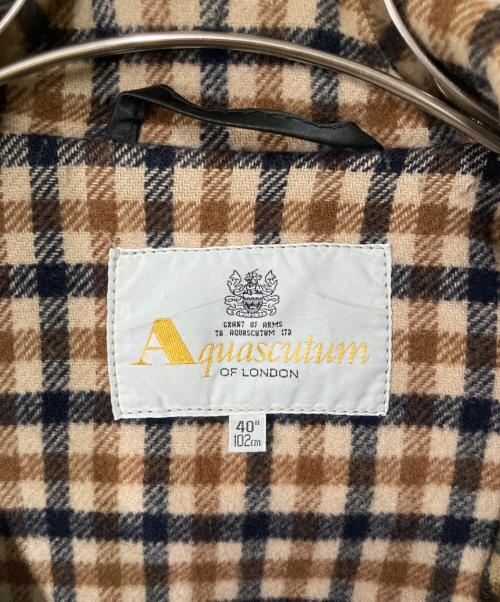 GRANT OF ARMS
TO AQUASCUTUM LTD
Aquascutum
OF LONDON
40"
102cm